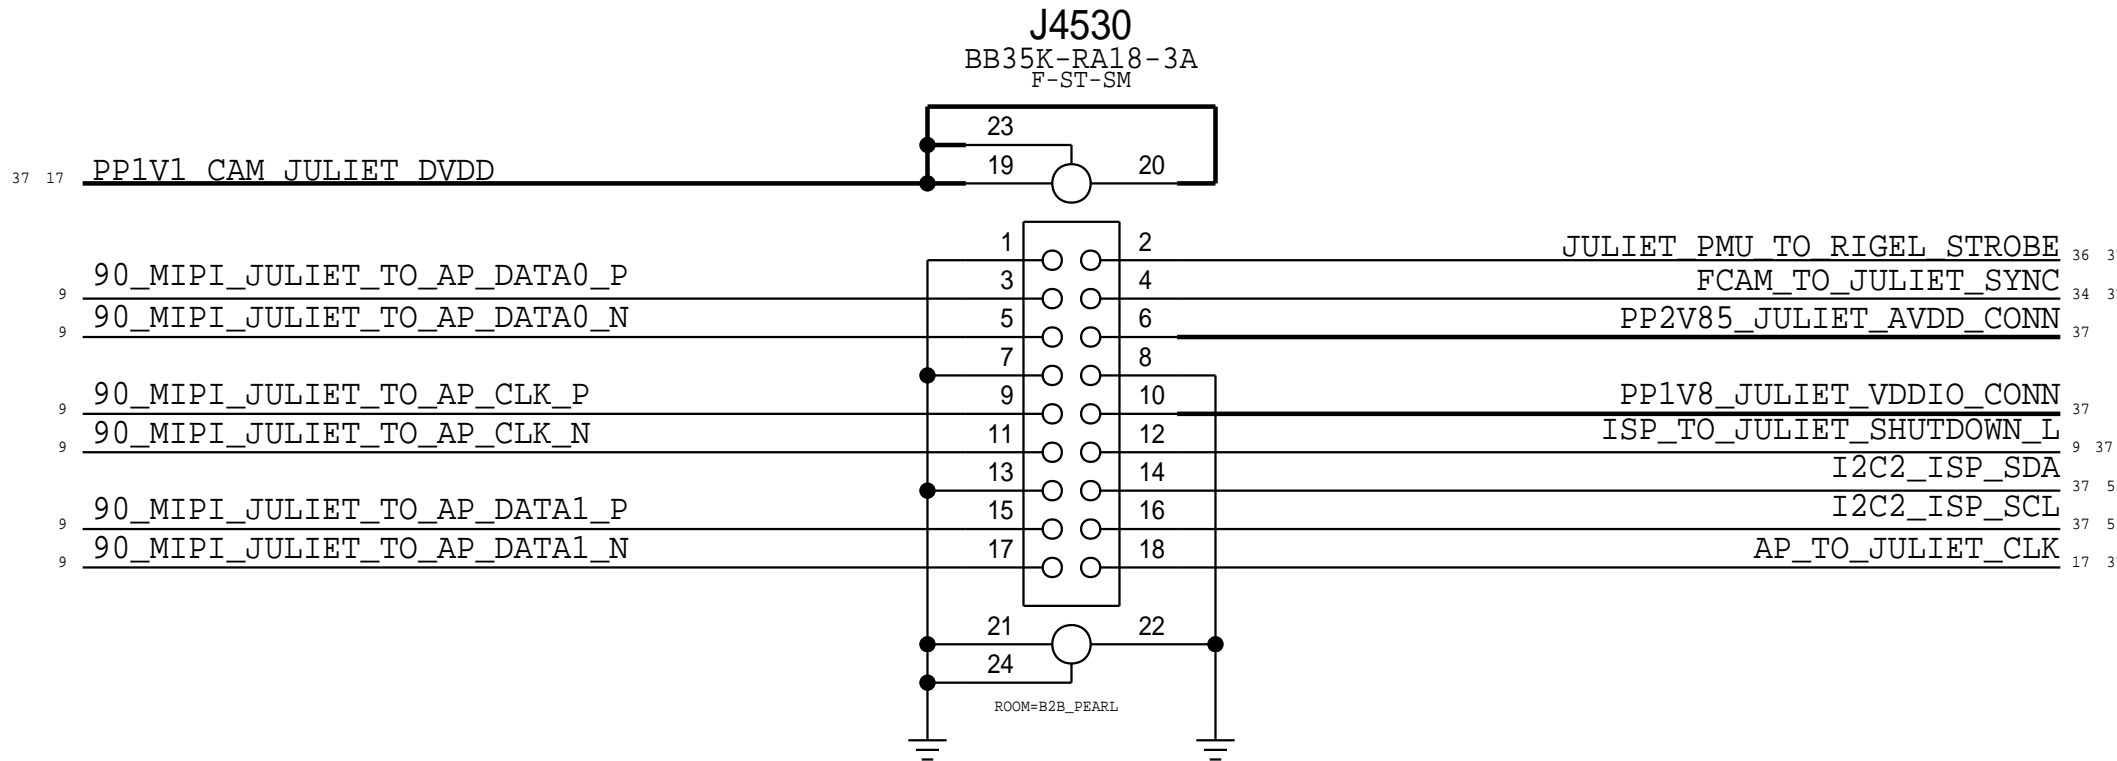 J4530
BB35K-RA18-3A
F-ST-SM
23
37 17 PP1V1_CAM_JULIET_DVDD 19 20
1 2 JULIET_PMU_TO_RIGEL_STROBE 36
9 90_MIPI_JULIET_TO_AP_DATA0_P 3 4 FCAM_TO_JULIET_SYNC 34
9 90_MIPI_JULIET_TO_AP_DATA0_N 5 6 PP2V85_JULIET_AVDD_CONN 37
7 8
9 90_MIPI_JULIET_TO_AP_CLK_P 9 10 PP1V8_JULIET_VDDIO_CONN 37
9 90_MIPI_JULIET_TO_AP_CLK_N 11 12 ISP_TO_JULIET_SHUTDOWN_L 9 37
13 14 I2C2_ISP_SDA 37
9 90_MIPI_JULIET_TO_AP_DATA1_P 15 16 I2C2_ISP_SCL 37
9 90_MIPI_JULIET_TO_AP_DATA1_N 17 18 AP_TO_JULIET_CLK 17
21 22
24
ROOM=B2B_PEARL